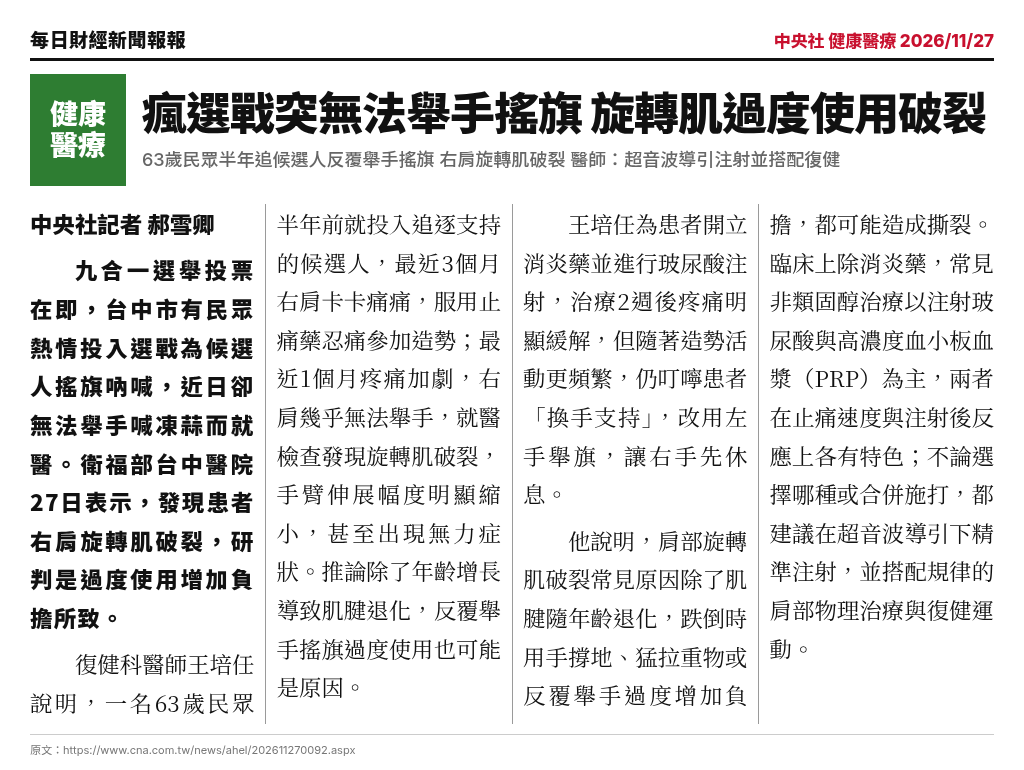 每日財經新聞報報
中央社 健康醫療 2026/11/27
健康
醫療
瘋選戰突無法舉手搖旗 旋轉肌過度使用破裂
63歲民眾半年追候選人反覆舉手搖旗 右肩旋轉肌破裂 醫師：超音波導引注射並搭配復健
中央社記者 郝雪卿
九合一選舉投票
在即，台中市有民眾
熱情投入選戰為候選
人搖旗吶喊，近日卻
無法舉手喊凍蒜而就
醫。衛福部台中醫院
27日表示，發現患者
右肩旋轉肌破裂，研
判是過度使用增加負
擔所致。
復健科醫師王培任
說明，一名63歲民眾
半年前就投入追逐支持
的候選人，最近3個月
右肩卡卡痛痛，服用止
痛藥忍痛參加造勢；最
近1個月疼痛加劇，右
肩幾乎無法舉手，就醫
檢查發現旋轉肌破裂，
手臂伸展幅度明顯縮
小，甚至出現無力症
狀。推論除了年齡增長
導致肌腱退化，反覆舉
手搖旗過度使用也可能
是原因。
王培任為患者開立
消炎藥並進行玻尿酸注
射，治療2週後疼痛明
顯緩解，但隨著造勢活
動更頻繁，仍叮嚀患者
「換手支持」，改用左
手舉旗，讓右手先休
息。
他說明，肩部旋轉
肌破裂常見原因除了肌
腱隨年齡退化，跌倒時
用手撐地、猛拉重物或
反覆舉手過度增加負
擔，都可能造成撕裂。
臨床上除消炎藥，常見
非類固醇治療以注射玻
尿酸與高濃度血小板血
漿（PRP）為主，兩者
在止痛速度與注射後反
應上各有特色；不論選
擇哪種或合併施打，都
建議在超音波導引下精
準注射，並搭配規律的
肩部物理治療與復健運
動。
原文：https://www.cna.com.tw/news/ahel/202611270092.aspx